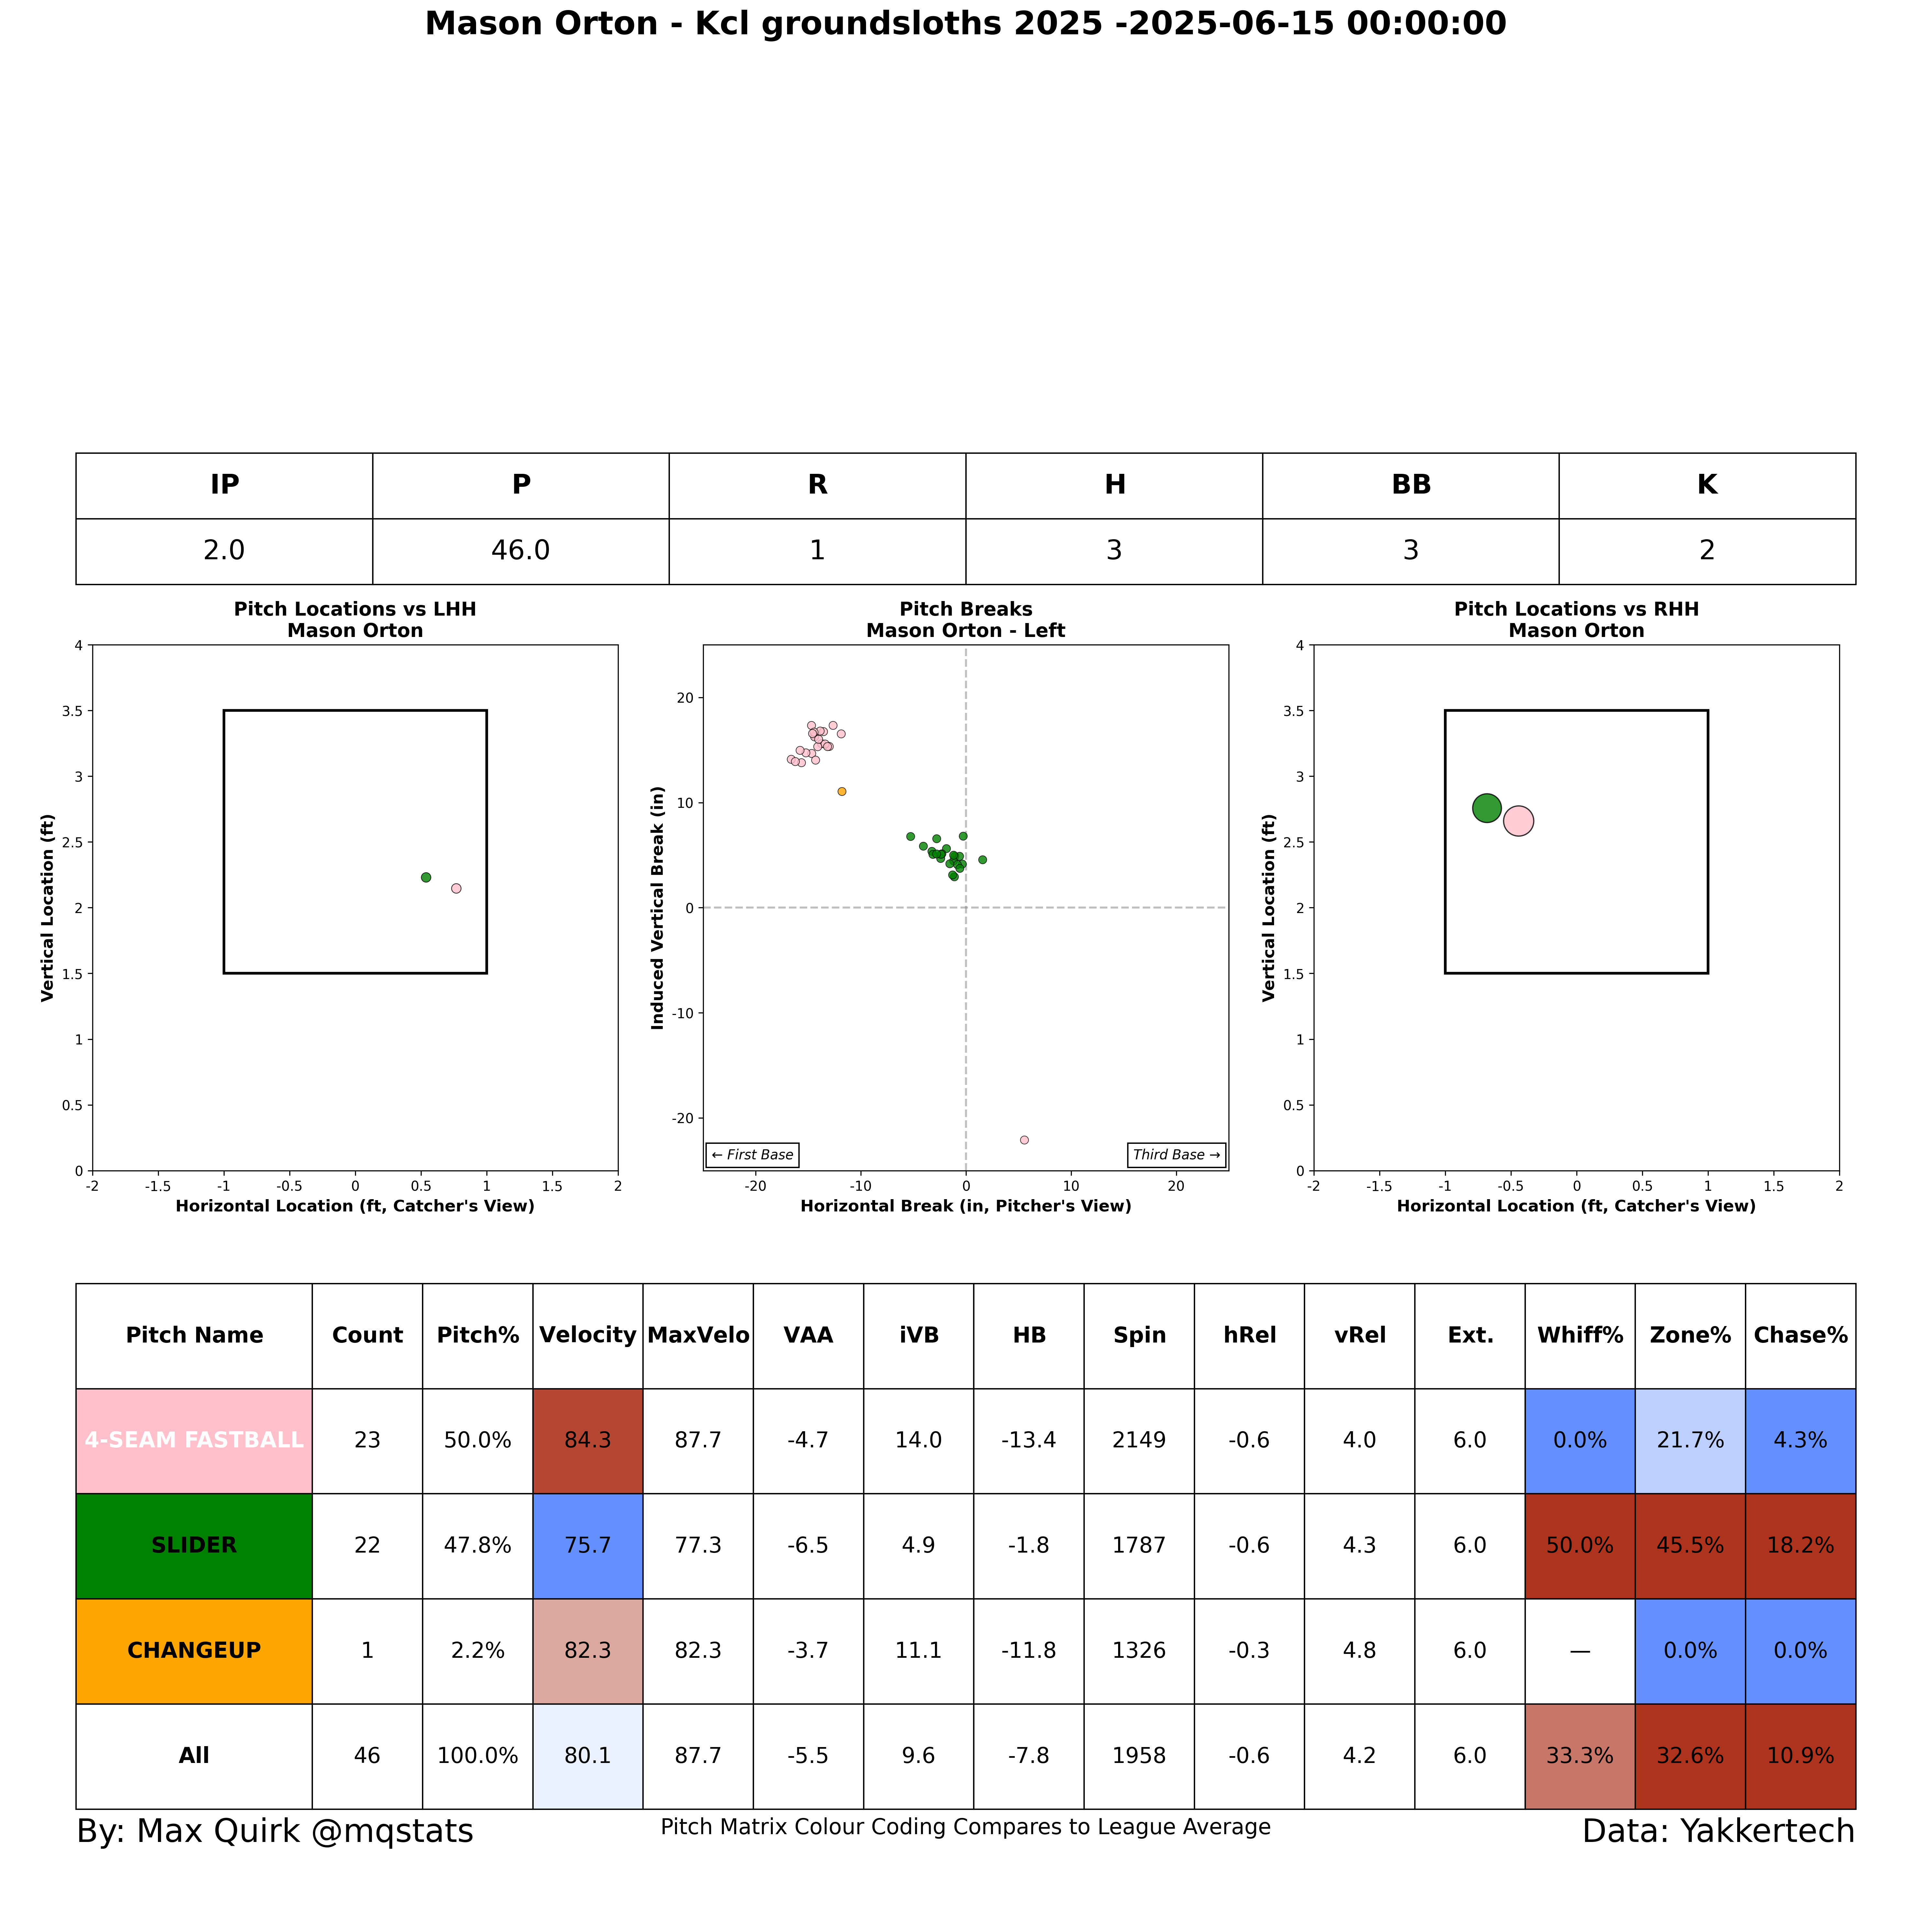 Mason Orton - Kcl groundsloths 2025 -2025-06-15 00:00:00
IP P R H BB K
2.0 46.0 1 3 3 2
Pitch Locations vs LHH
Mason Orton
4
3.5
3
2.5
2
1.5
1
0.5
0
-2 -1.5 -1 -0.5 0 0.5 1 1.5 2
Vertical Location (ft)
Horizontal Location (ft, Catcher's View)
Pitch Breaks
Mason Orton - Left
20
10
0
-10
-20
← First Base
Third Base →
-20 -10 0 10 20
Induced Vertical Break (in)
Horizontal Break (in, Pitcher's View)
Pitch Locations vs RHH
Mason Orton
4
3.5
3
2.5
2
1.5
1
0.5
0
-2 -1.5 -1 -0.5 0 0.5 1 1.5 2
Vertical Location (ft)
Horizontal Location (ft, Catcher's View)
Pitch Name Count Pitch% Velocity MaxVelo VAA iVB HB Spin hRel vRel Ext. Whiff% Zone% Chase%
4-SEAM FASTBALL 23 50.0% 84.3 87.7 -4.7 14.0 -13.4 2149 -0.6 4.0 6.0 0.0% 21.7% 4.3%
SLIDER 22 47.8% 75.7 77.3 -6.5 4.9 -1.8 1787 -0.6 4.3 6.0 50.0% 45.5% 18.2%
CHANGEUP 1 2.2% 82.3 82.3 -3.7 11.1 -11.8 1326 -0.3 4.8 6.0 — 0.0% 0.0%
All 46 100.0% 80.1 87.7 -5.5 9.6 -7.8 1958 -0.6 4.2 6.0 33.3% 32.6% 10.9%
By: Max Quirk @mqstats
Pitch Matrix Colour Coding Compares to League Average
Data: Yakkertech